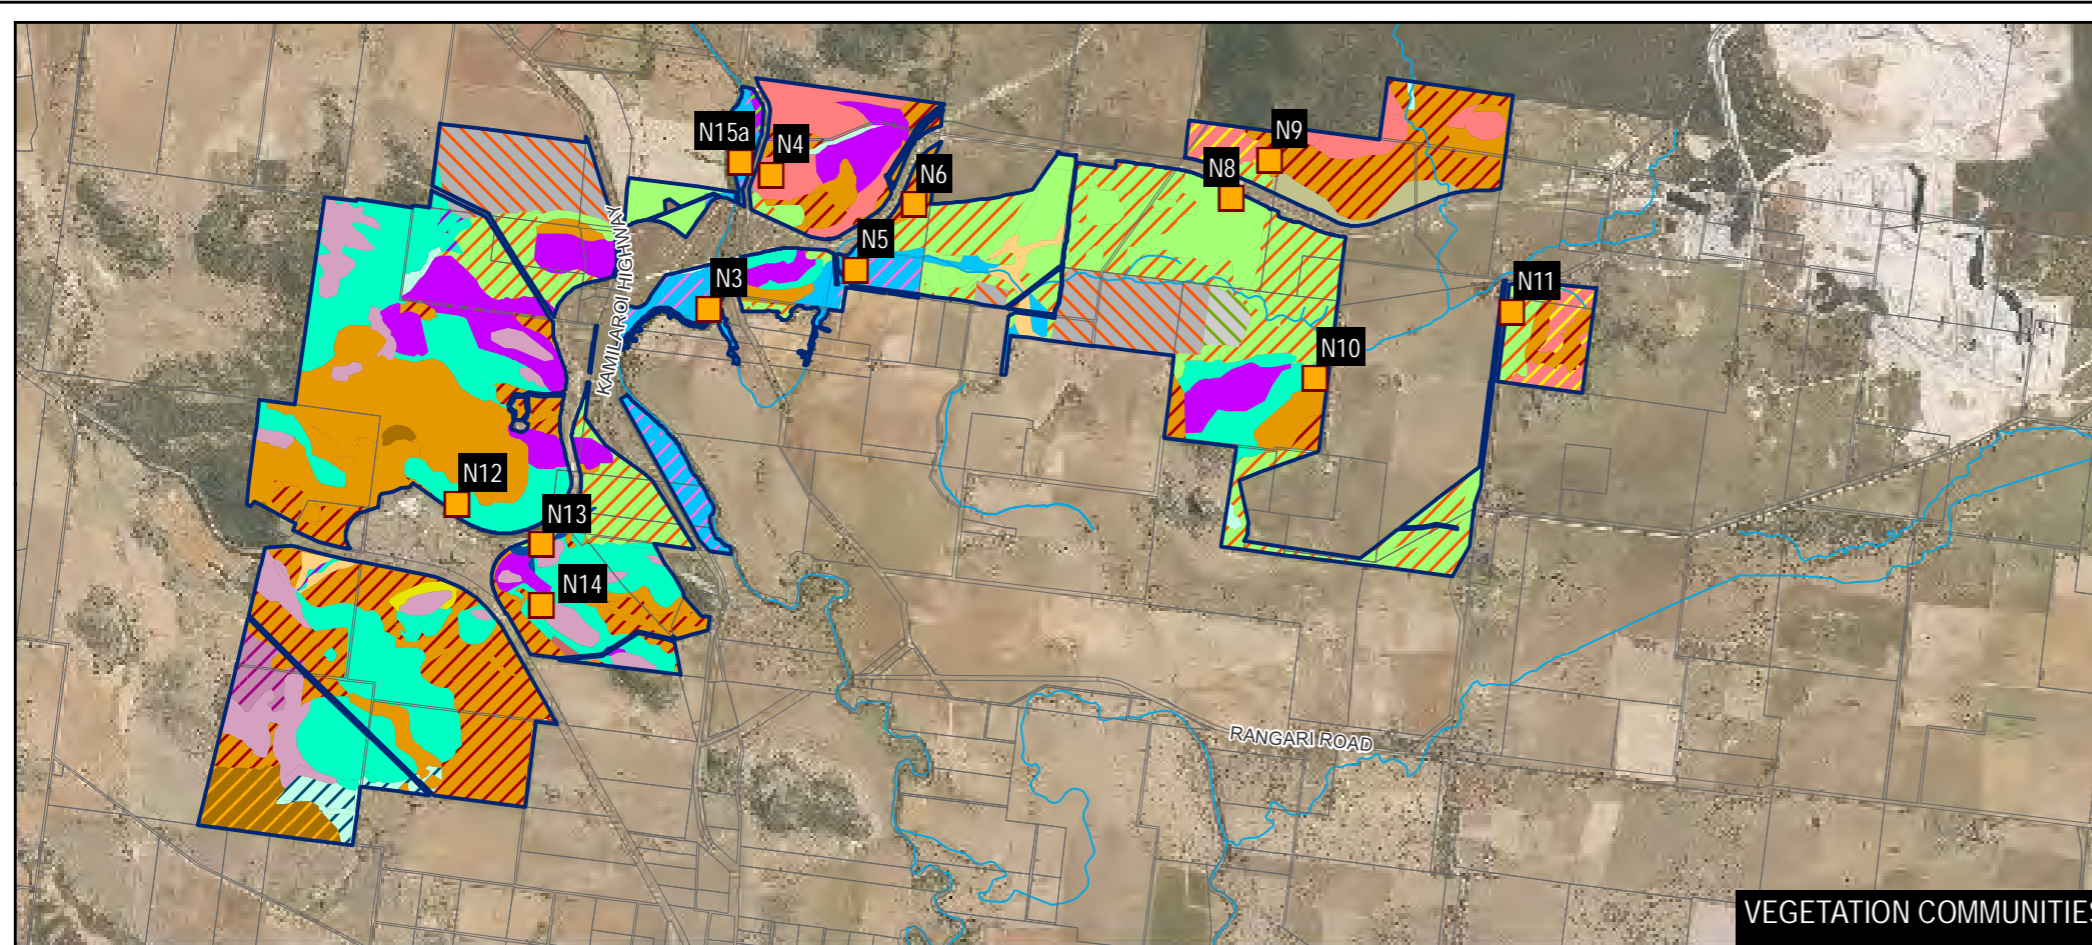 N15a
N4
N9
N6
N8
N5
N3
N11
KAMILAROI HIGHWAY
N10
N12
N13
N14
RANGARI ROAD
VEGETATION COMMUNITIES